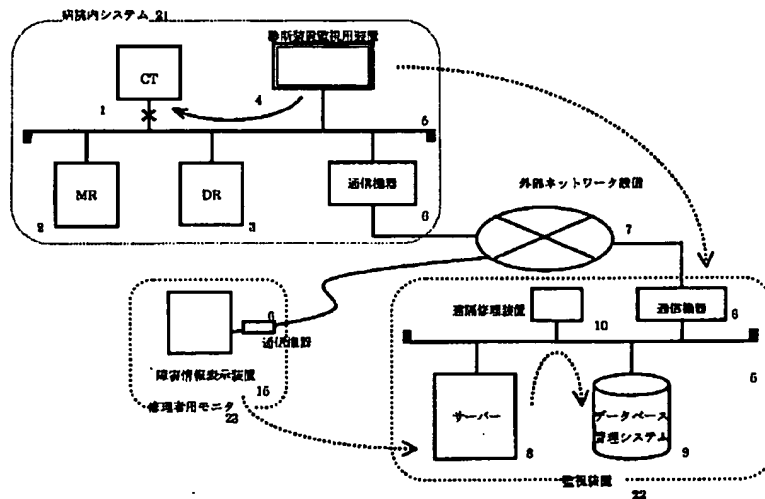 病院内システム 21
診断装置監視用装置
CT
1
4
5
MR
DR
通信機器
2
3
6
外部ネットワーク設備
7
遠隔修理装置
通信機器
10
6
6
通信機器
障害情報表示装置
15
修理者用モニタ
23
5
サーバー
データベース
管理システム
8
9
監視装置
22